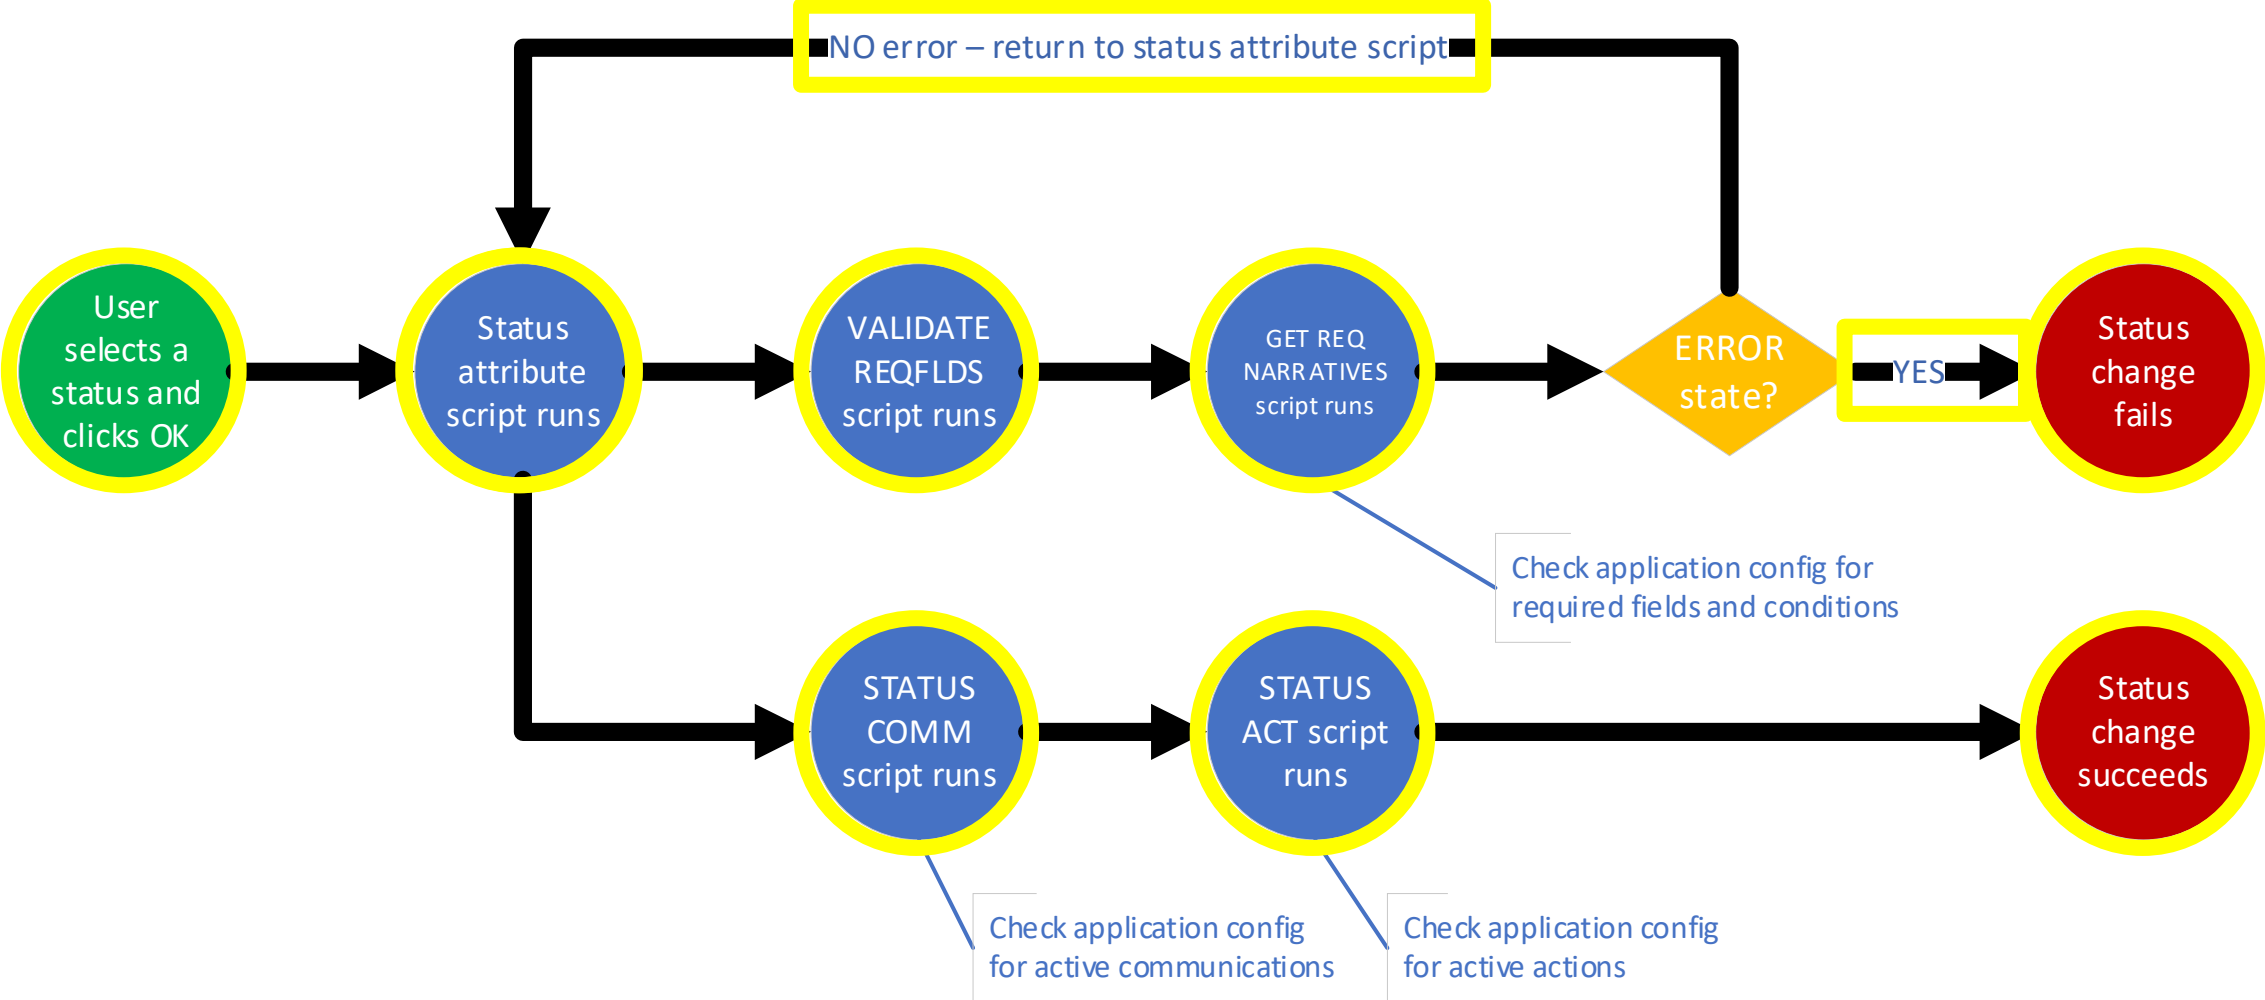 NO error – return to status attribute script
User
selects a
status and
clicks OK
Status
attribute
script runs
VALIDATE
REQFLDS
script runs
GET REQ
NARRATIVES
script runs
ERROR
state?
YES
Status
change
fails
Check application config for
required fields and conditions
STATUS
COMM
script runs
STATUS
ACT script
runs
Status
change
succeeds
Check application config
for active communications
Check application config
for active actions